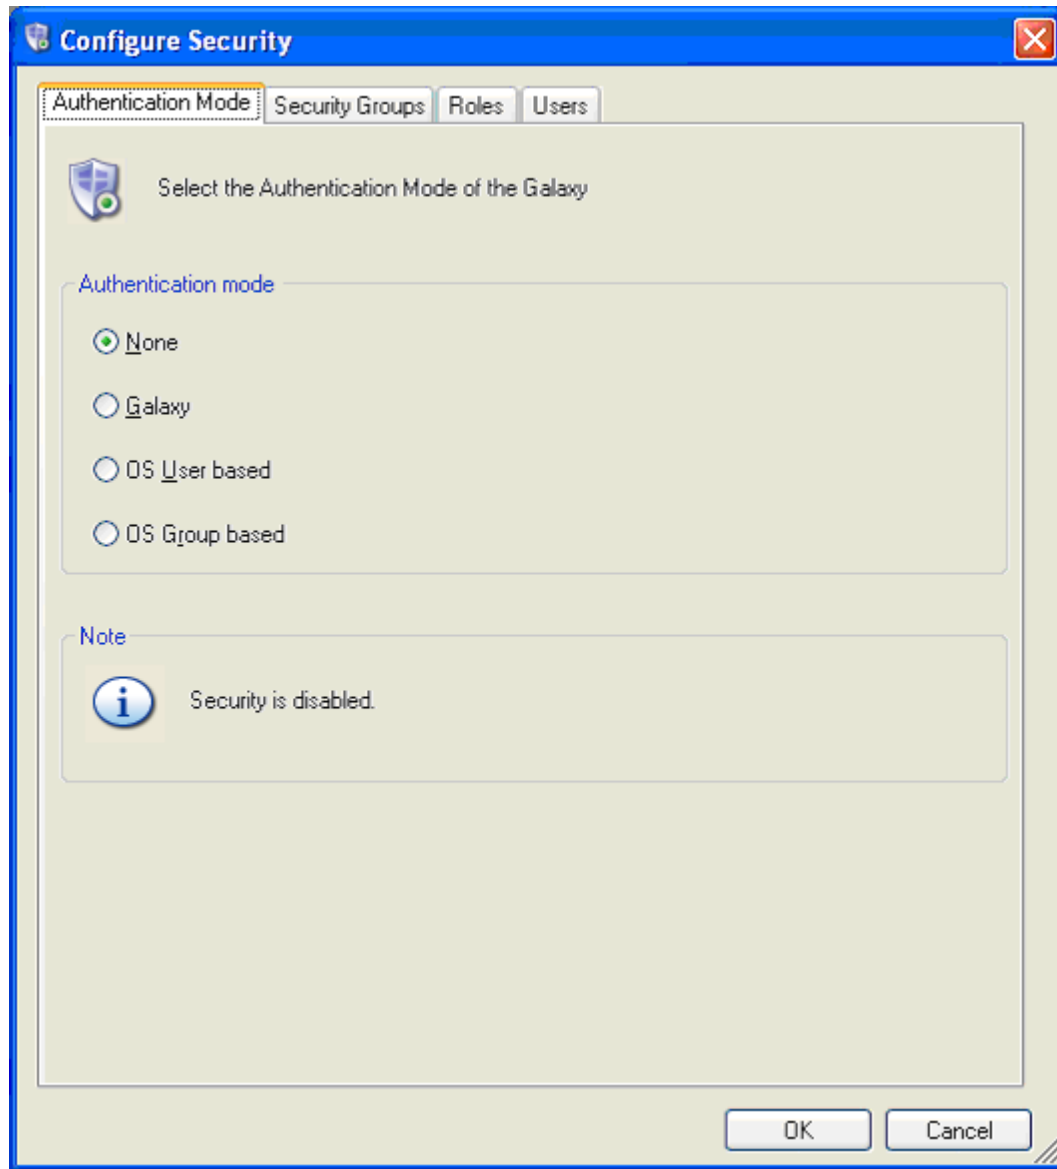 Configure Security
Authentication Mode Security Groups Roles Users
Select the Authentication Mode of the Galaxy
Authentication mode
None
Galaxy
OS User based
OS Group based
Note
Security is disabled.
OK Cancel